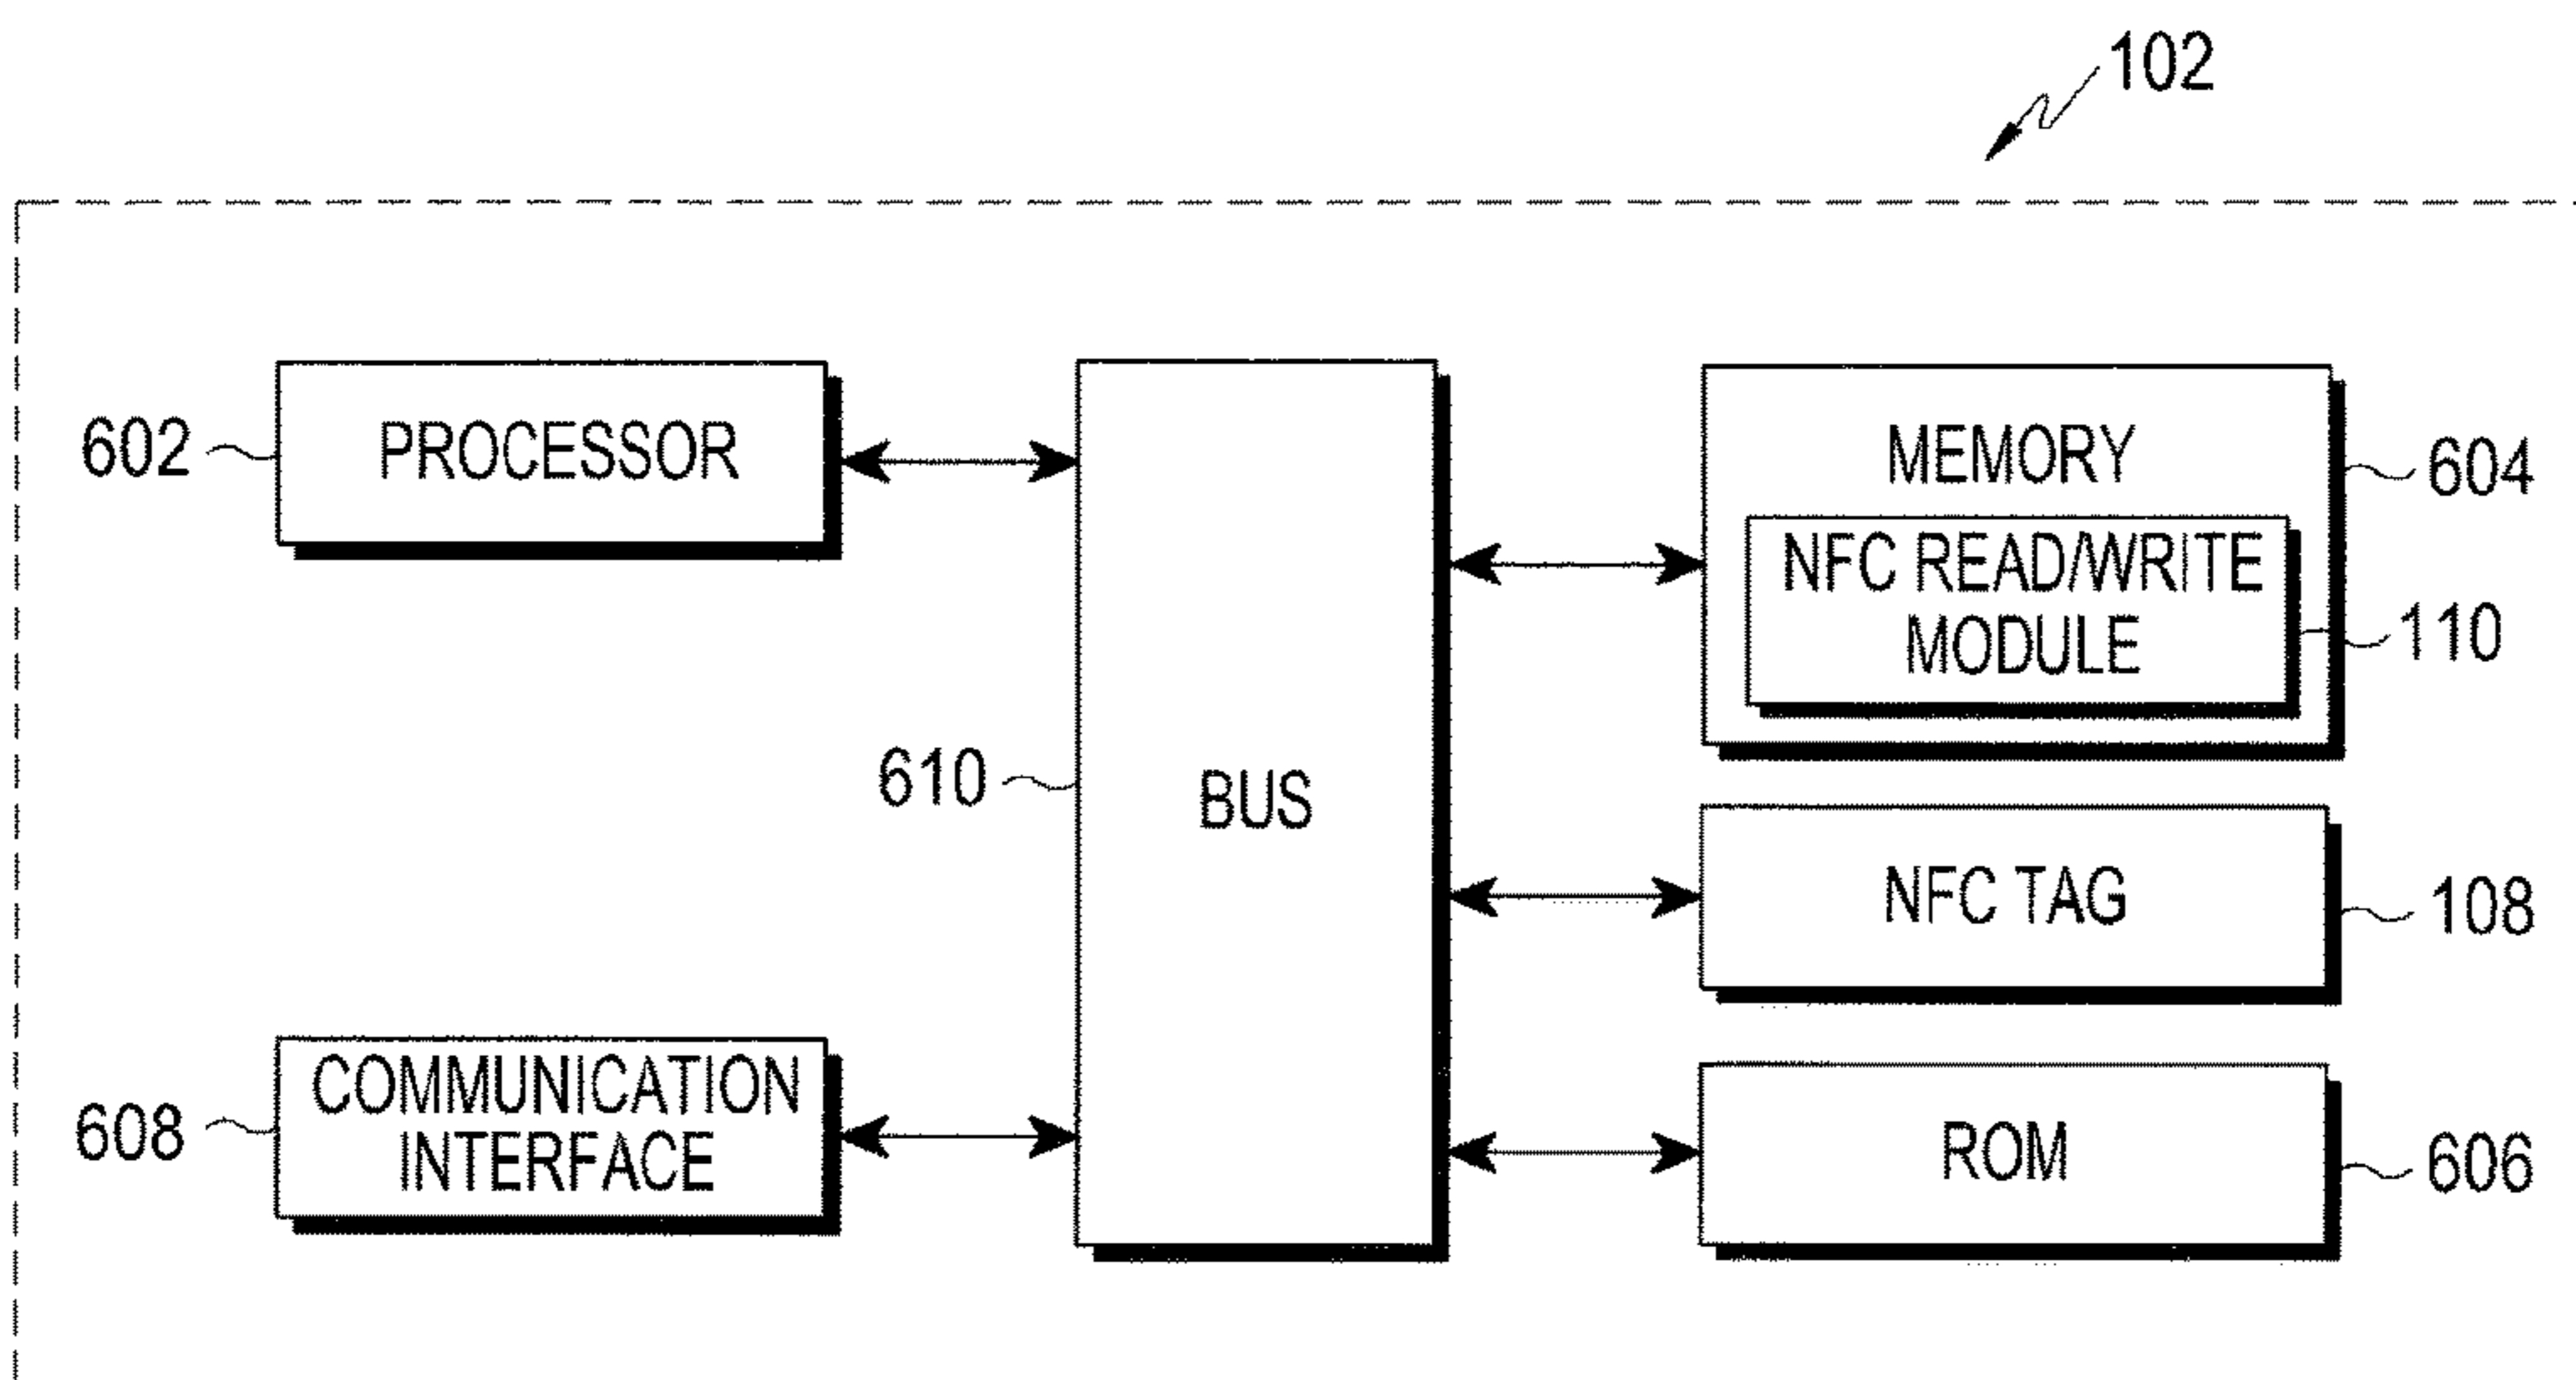 102
602
PROCESSOR
MEMORY
604
NFC READ/WRITE
MODULE
110
610
BUS
NFC TAG
108
608
COMMUNICATION
INTERFACE
ROM
606